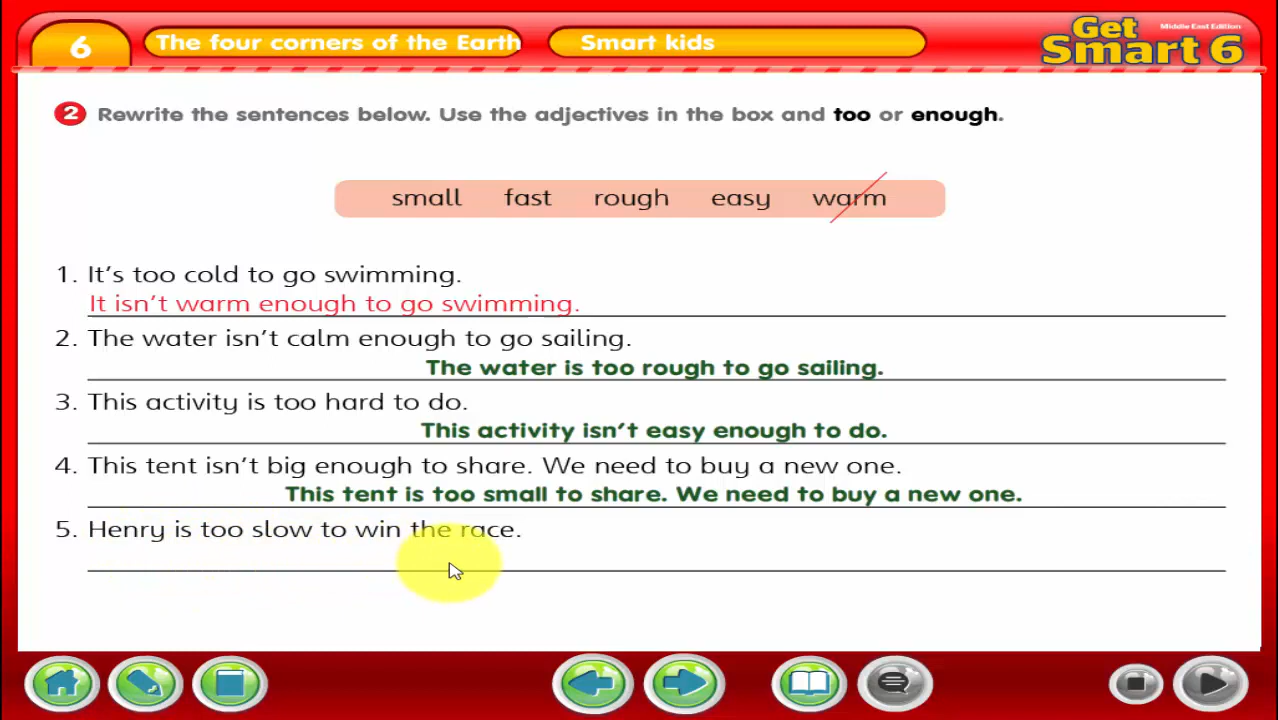 6
The four corners of the Earth
Smart kids
Middle East Edition
Get
Smart 6
2 Rewrite the sentences below. Use the adjectives in the box and too or enough.
small fast rough easy warm
1. It's too cold to go swimming.
It isn't warm enough to go swimming.
2. The water isn't calm enough to go sailing.
The water is too rough to go sailing.
3. This activity is too hard to do.
This activity isn't easy enough to do.
4. This tent isn't big enough to share. We need to buy a new one.
This tent is too small to share. We need to buy a new one.
5. Henry is too slow to win the race.